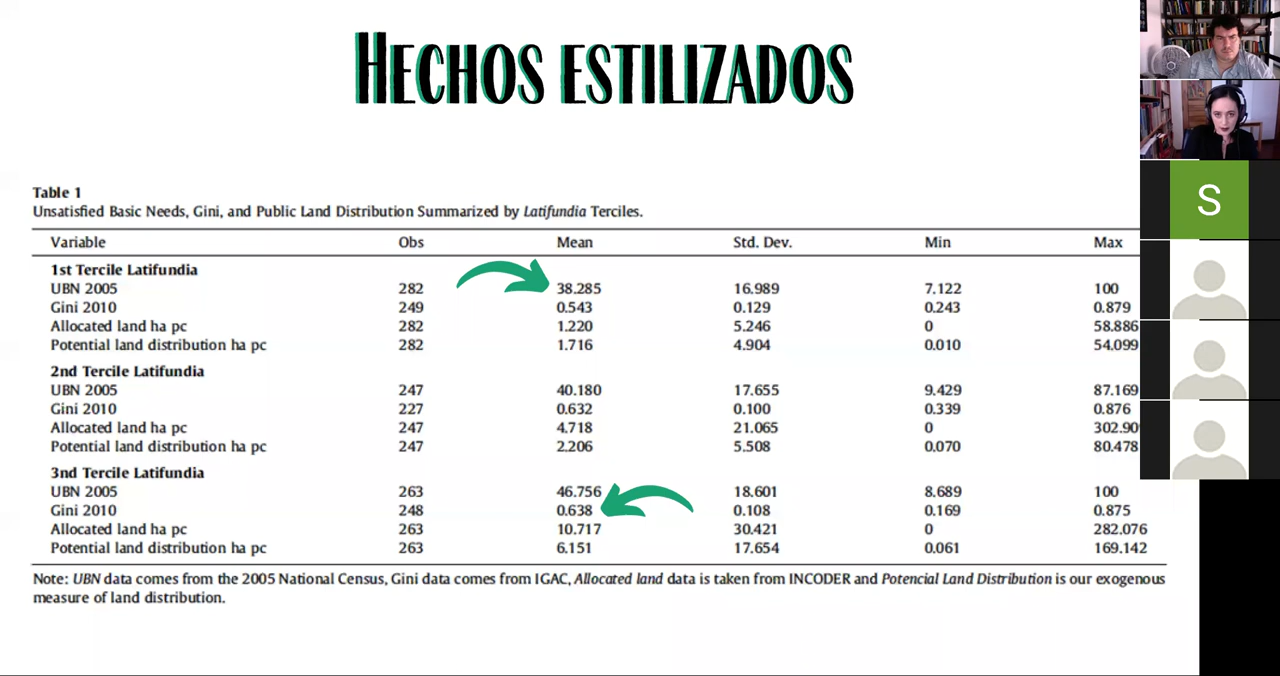 HECHOS ESTILIZADOS
Table 1
Unsatisfied Basic Needs, Gini, and Public Land Distribution Summarized by Latifundia Terciles.
Variable Obs Mean Std. Dev. Min Max
1st Tercile Latifundia
UBN 2005 282 38.285 16.989 7.122 100
Gini 2010 249 0.543 0.129 0.243 0.879
Allocated land ha pc 282 1.220 5.246 0 58.886
Potential land distribution ha pc 282 1.716 4.904 0.010 54.099
2nd Tercile Latifundia
UBN 2005 247 40.180 17.655 9.429 87.169
Gini 2010 227 0.632 0.100 0.339 0.876
Allocated land ha pc 247 4.718 21.065 0 302.90
Potential land distribution ha pc 247 2.206 5.508 0.070 80.478
3nd Tercile Latifundia
UBN 2005 263 46.756 18.601 8.689 100
Gini 2010 248 0.638 0.108 0.169 0.875
Allocated land ha pc 263 10.717 30.421 0 282.076
Potential land distribution ha pc 263 6.151 17.654 0.061 169.142
Note: UBN data comes from the 2005 National Census, Gini data comes from IGAC, Allocated land data is taken from INCODER and Potencial Land Distribution is our exogenous
measure of land distribution.
S